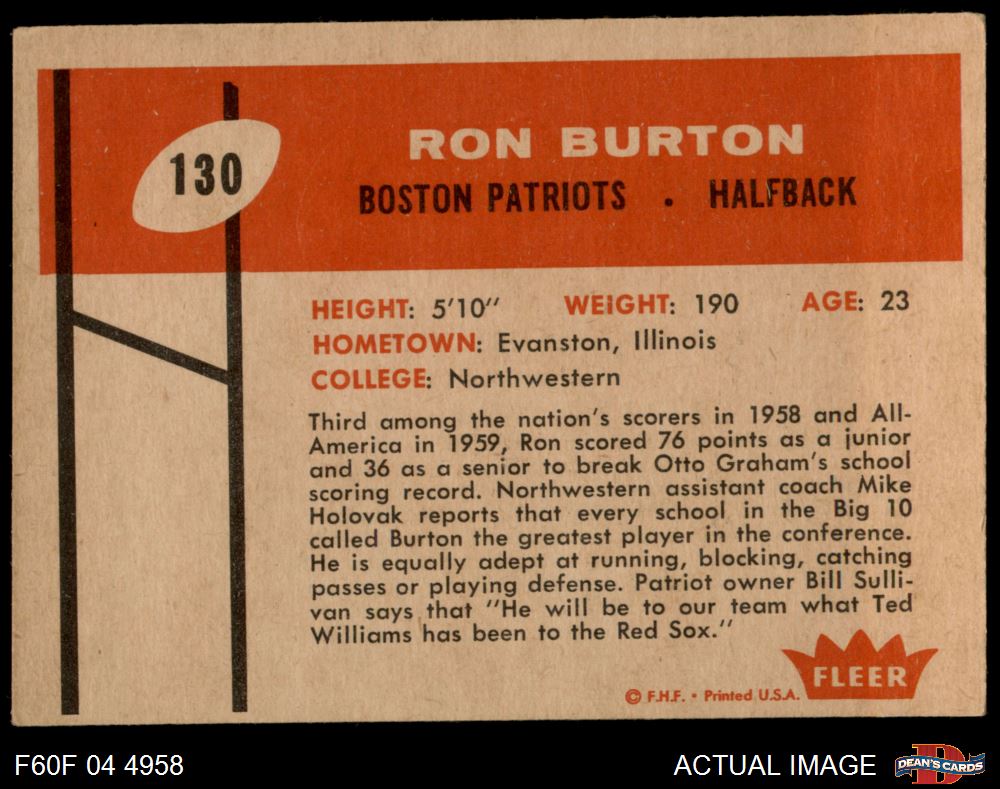 130
RON BURTON
BOSTON PATRIOTS . HALFBACK
HEIGHT: 5'10" WEIGHT: 190 AGE: 23
HOMETOWN: Evanston, Illinois
COLLEGE: Northwestern
Third among the nation's scorers in 1958 and All-
America in 1959, Ron scored 76 points as a junior
and 36 as a senior to break Otto Graham's school
scoring record. Northwestern assistant coach Mike
Holovak reports that every school in the Big 10
called Burton the greatest player in the conference.
He is equally adept at running, blocking, catching
passes or playing defense. Patriot owner Bill Sulli-
van says that "He will be to our team what Ted
Williams has been to the Red Sox."
FLEER
© F.H.F. • Printed U.S.A.
F60F 04 4958
ACTUAL IMAGE
D
DEAN'S CARDS